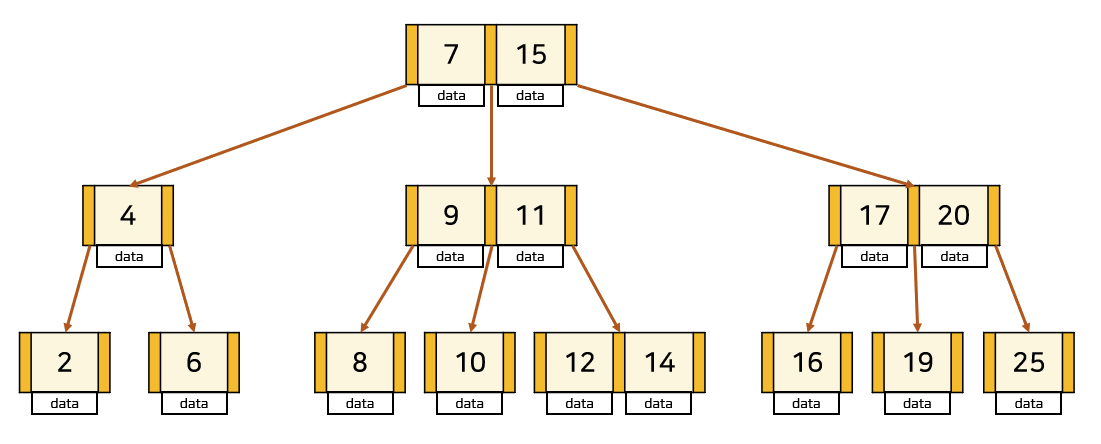 7 15
data data
4 9 11 17 20
data data data data data
2 6 8 10 12 14 16 19 25
data data data data data data data data data